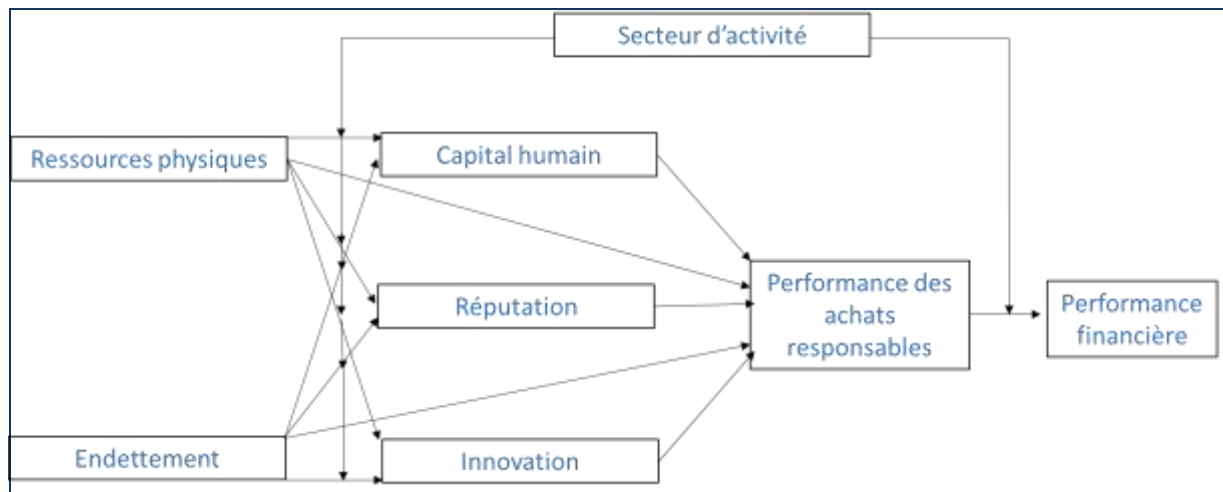 Secteur d’activité
Ressources physiques
Capital humain
Réputation
Performance des
achats
responsables
Performance
financière
Endettement
Innovation